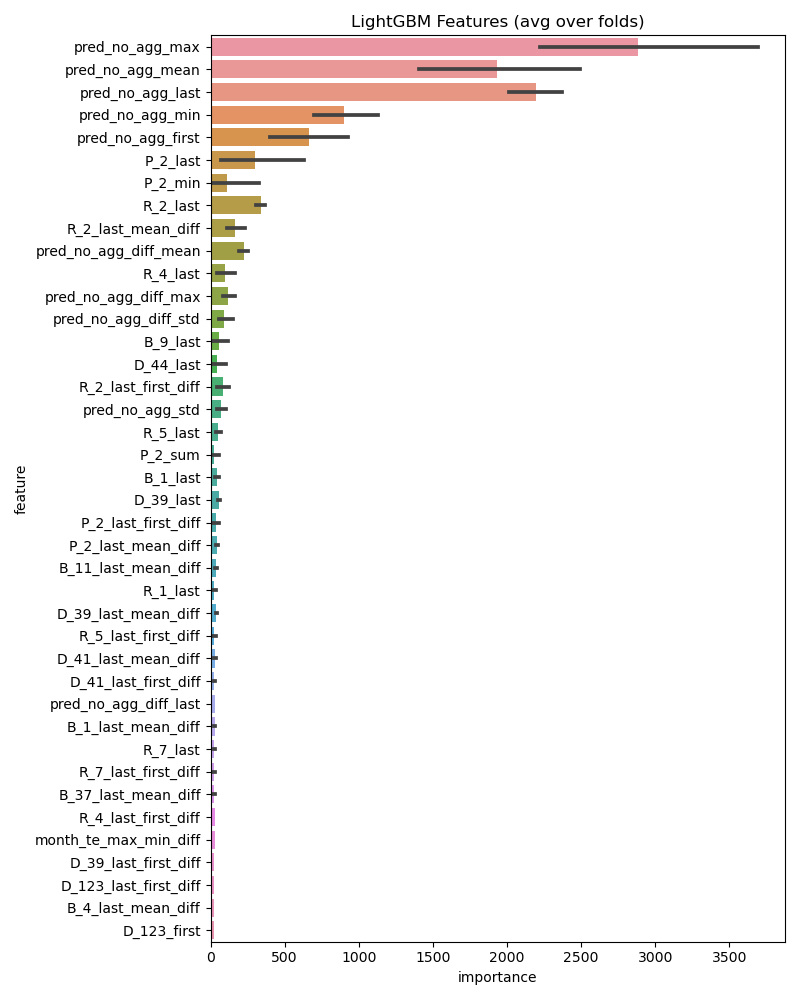 LightGBM Features (avg over folds)
pred_no_agg_max
pred_no_agg_mean
pred_no_agg_last
pred_no_agg_min
pred_no_agg_first
P_2_last
P_2_min
R_2_last
R_2_last_mean_diff
pred_no_agg_diff_mean
R_4_last
pred_no_agg_diff_max
pred_no_agg_diff_std
B_9_last
D_44_last
R_2_last_first_diff
pred_no_agg_std
R_5_last
P_2_sum
B_1_last
D_39_last
P_2_last_first_diff
P_2_last_mean_diff
B_11_last_mean_diff
R_1_last
D_39_last_mean_diff
R_5_last_first_diff
D_41_last_mean_diff
D_41_last_first_diff
pred_no_agg_diff_last
B_1_last_mean_diff
R_7_last
R_7_last_first_diff
B_37_last_mean_diff
R_4_last_first_diff
month_te_max_min_diff
D_39_last_first_diff
D_123_last_first_diff
B_4_last_mean_diff
D_123_first
feature
0 500 1000 1500 2000 2500 3000 3500
importance